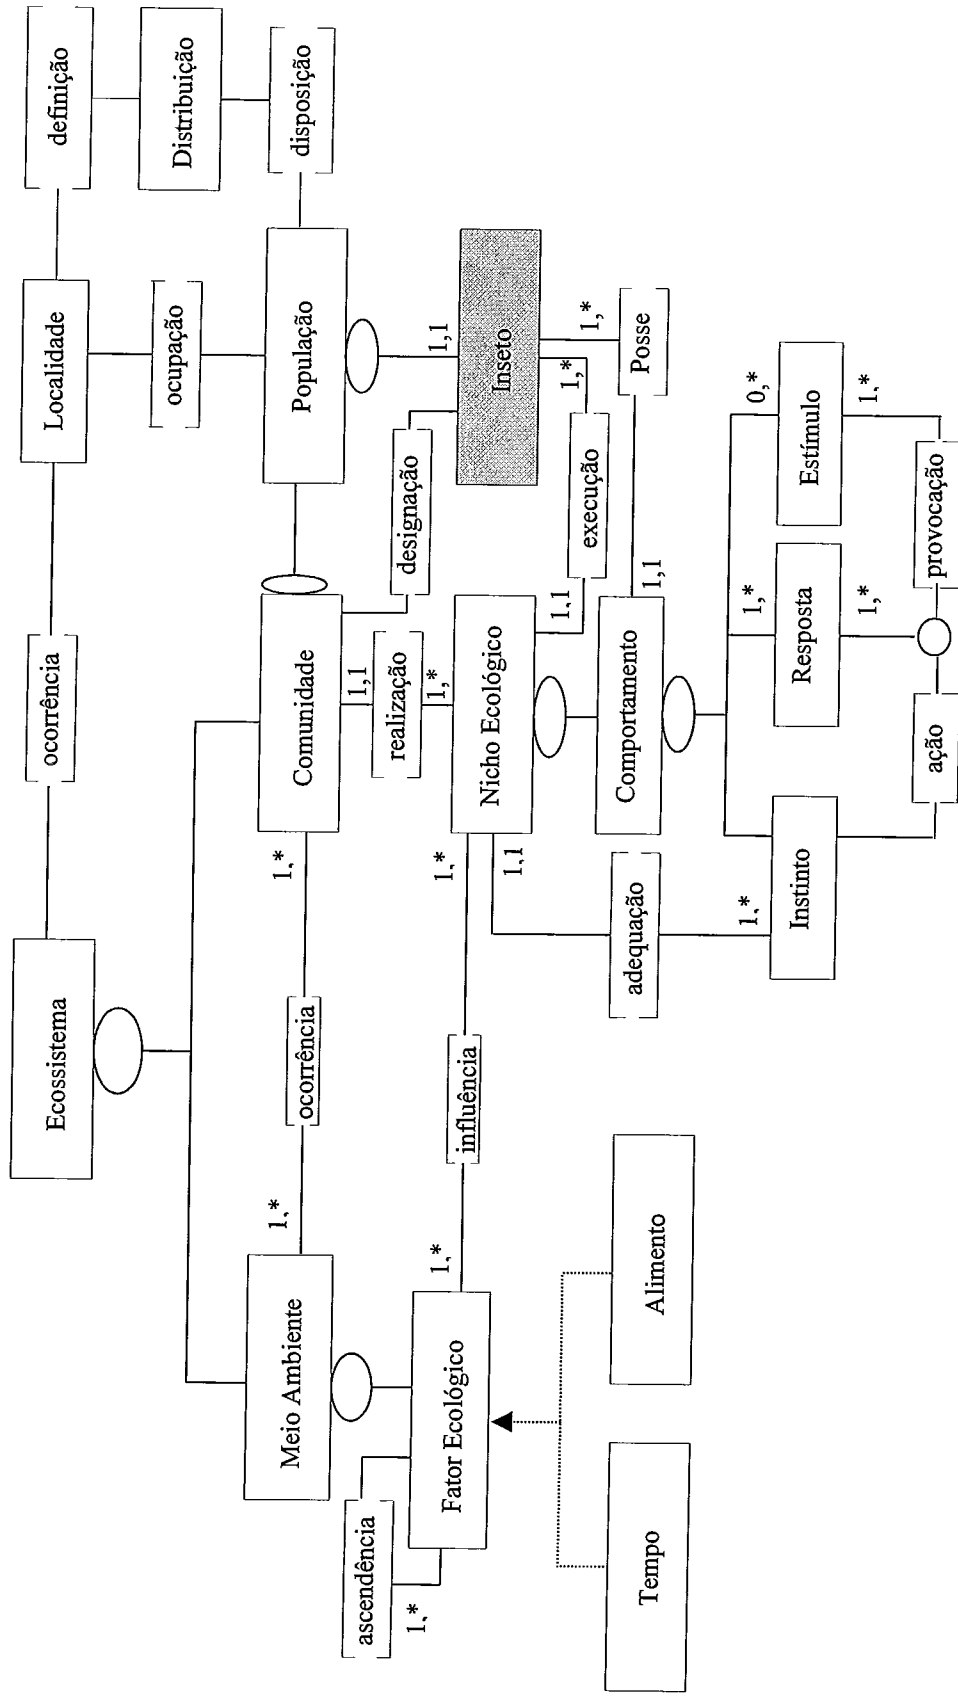 Ecossistema
ocorrência
Localidade
definição
ocupação
Distribuição
disposição
Meio Ambiente
1,*
ocorrência
1,*
Comunidade
População
1,1
designação
1,1
realização
1,*
ascendência
1,*
Fator Ecológico
1,*
influência
1,*
Nicho Ecológico
1,1
1,1
Inseto
1,*
1,*
execução
Posse
adequação
1,*
Comportamento
1,1
Tempo
Alimento
1,*
0,*
Instinto
Resposta
Estímulo
1,*
1,*
ação
provocação